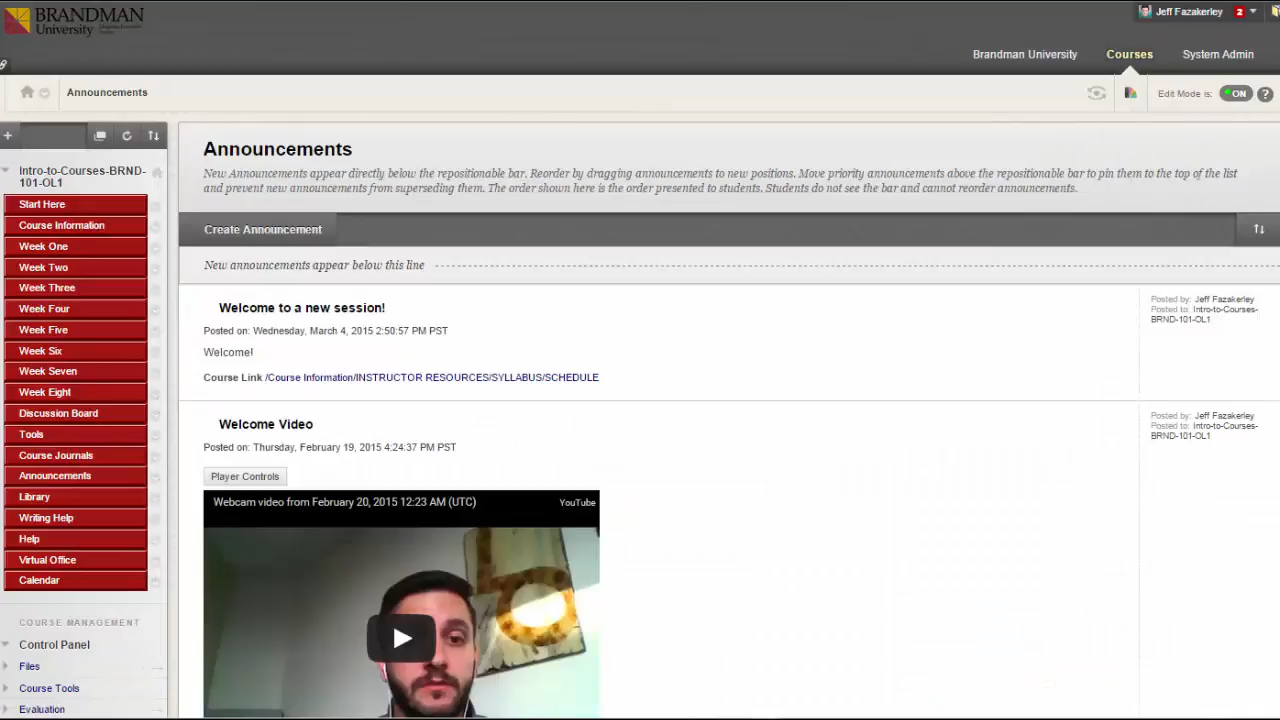 BRANDMAN
University
Jeff Fazakerley 2
Brandman University Courses System Admin
Announcements
Edit Mode is: ON ?
Intro-to-Courses-BRND-
101-OL1
Start Here
Course Information
Week One
Week Two
Week Three
Week Four
Week Five
Week Six
Week Seven
Week Eight
Discussion Board
Tools
Course Journals
Announcements
Library
Writing Help
Help
Virtual Office
Calendar
COURSE MANAGEMENT
Control Panel
Files
Course Tools
Evaluation
Announcements
New Announcements appear directly below the repositionable bar. Reorder by dragging announcements to new positions. Move priority announcements above the repositionable bar to pin them to the top of the list
and prevent new announcements from superseding them. The order shown here is the order presented to students. Students do not see the bar and cannot reorder announcements.
Create Announcement
New announcements appear below this line
Welcome to a new session!
Posted on: Wednesday, March 4, 2015 2:50:57 PM PST
Welcome!
Course Link /Course Information/INSTRUCTOR RESOURCES/SYLLABUS/SCHEDULE
Posted by: Jeff Fazakerley
Posted to: Intro-to-Courses-
BRND-101-OL1
Welcome Video
Posted on: Thursday, February 19, 2015 4:24:37 PM PST
Player Controls
Webcam video from February 20, 2015 12:23 AM (UTC) YouTube
Posted by: Jeff Fazakerley
Posted to: Intro-to-Courses-
BRND-101-OL1